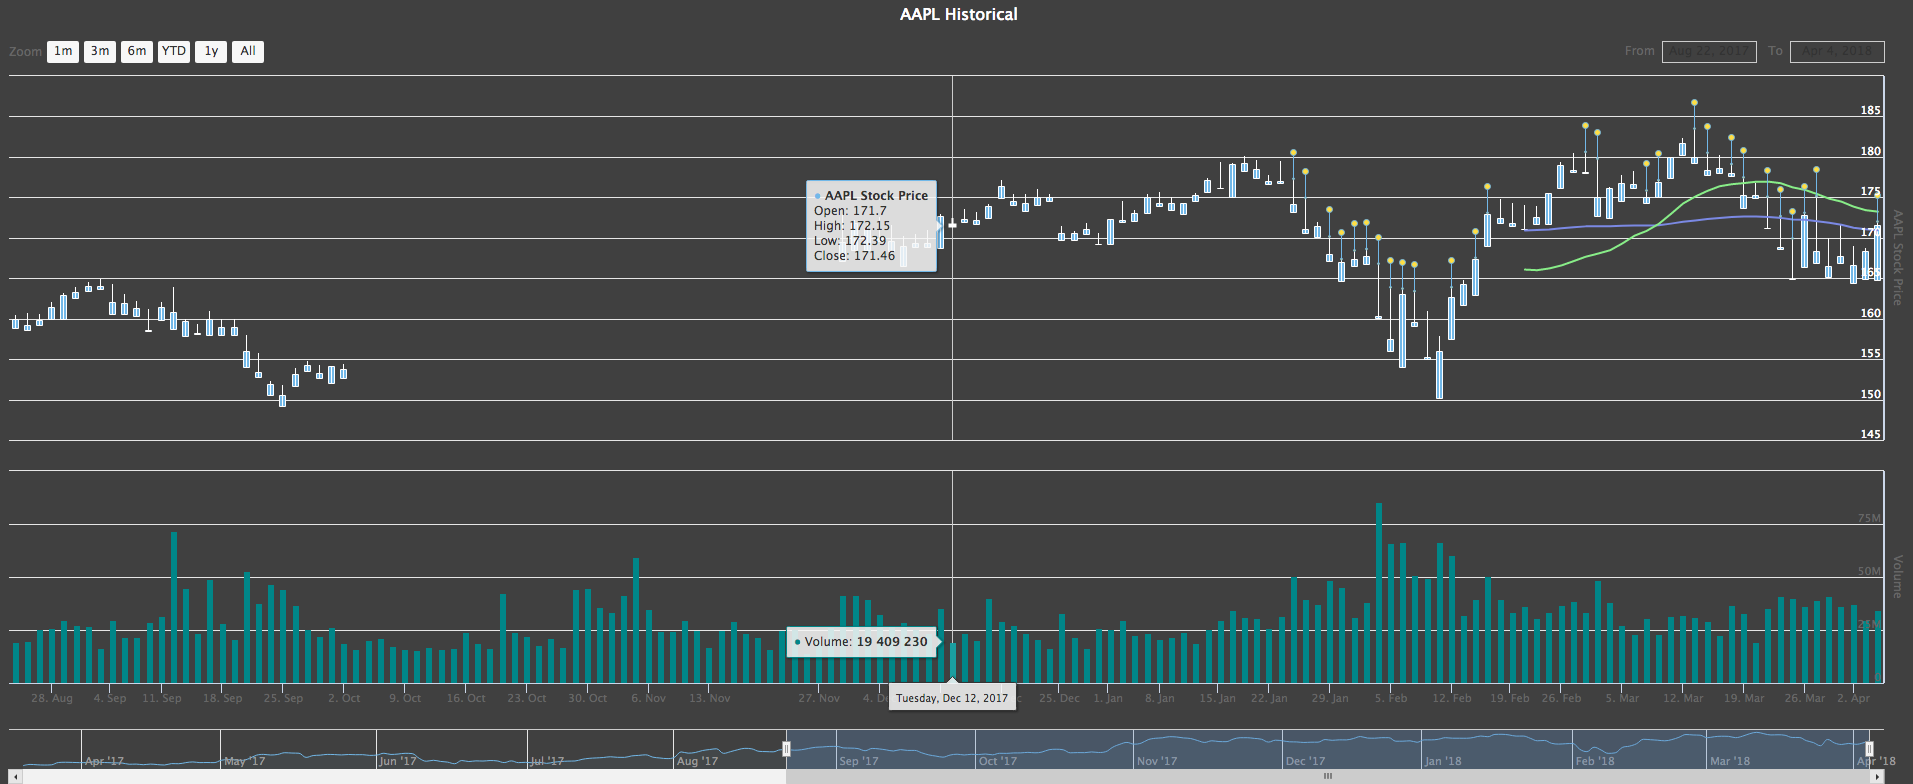 AAPL Historical
Zoom 1m 3m 6m YTD 1y All
From Aug 22, 2017 To Apr 4, 2018
185
180
175
170
165
160
155
150
145
AAPL Stock Price
AAPL Stock Price
Open: 171.7
High: 172.15
Low: 172.39
Close: 171.46
75M
50M
25M
Volume
Volume: 19 409 230
28. Aug 4. Sep 11. Sep 18. Sep 25. Sep 2. Oct 9. Oct 16. Oct 23. Oct 30. Oct 6. Nov 13. Nov 27. Nov 4. D 25. Dec 1. Jan 8. Jan 15. Jan 22. Jan 29. Jan 5. Feb 12. Feb 19. Feb 26. Feb 5. Mar 12. Mar 19. Mar 26. Mar 2. Apr
Tuesday, Dec 12, 2017
Apr '17 May '17 Jun '17 Jul '17 Aug '17 Sep '17 Oct '17 Nov '17 Dec '17 Jan '18 Feb '18 Mar '18 Apr '18